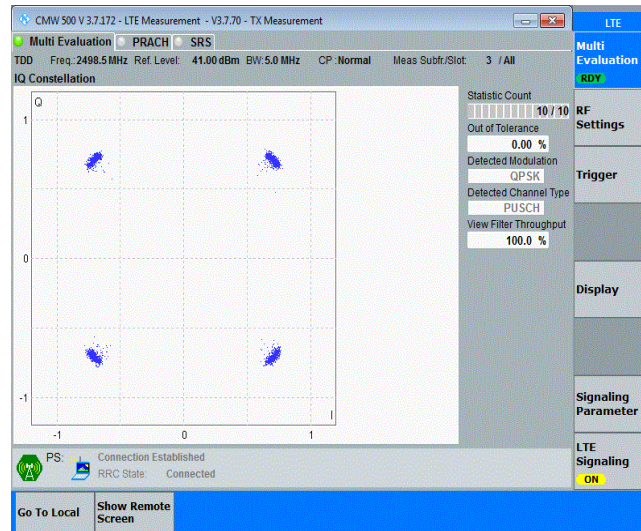 CMW 500 V 3.7.172 - LTE Measurement - V3.7.70 - TX Measurement
LTE
Multi Evaluation PRACH SRS
Multi
Evaluation
RDY
TDD Freq.: 2498.5 MHz Ref. Level: 41.00 dBm BW: 5.0 MHz CP : Normal Meas Subfr./Slot: 3 / All
IQ Constellation
Statistic Count
10 / 10
Out of Tolerance
0.00 %
Detected Modulation
QPSK
Detected Channel Type
PUSCH
View Filter Throughput
100.0 %
Q
1
0
-1
I
-1 0 1
RF
Settings
Trigger
Display
Signaling
Parameter
LTE
Signaling
ON
PS: Connection Established
RRC State: Connected
Go To Local
Show Remote
Screen